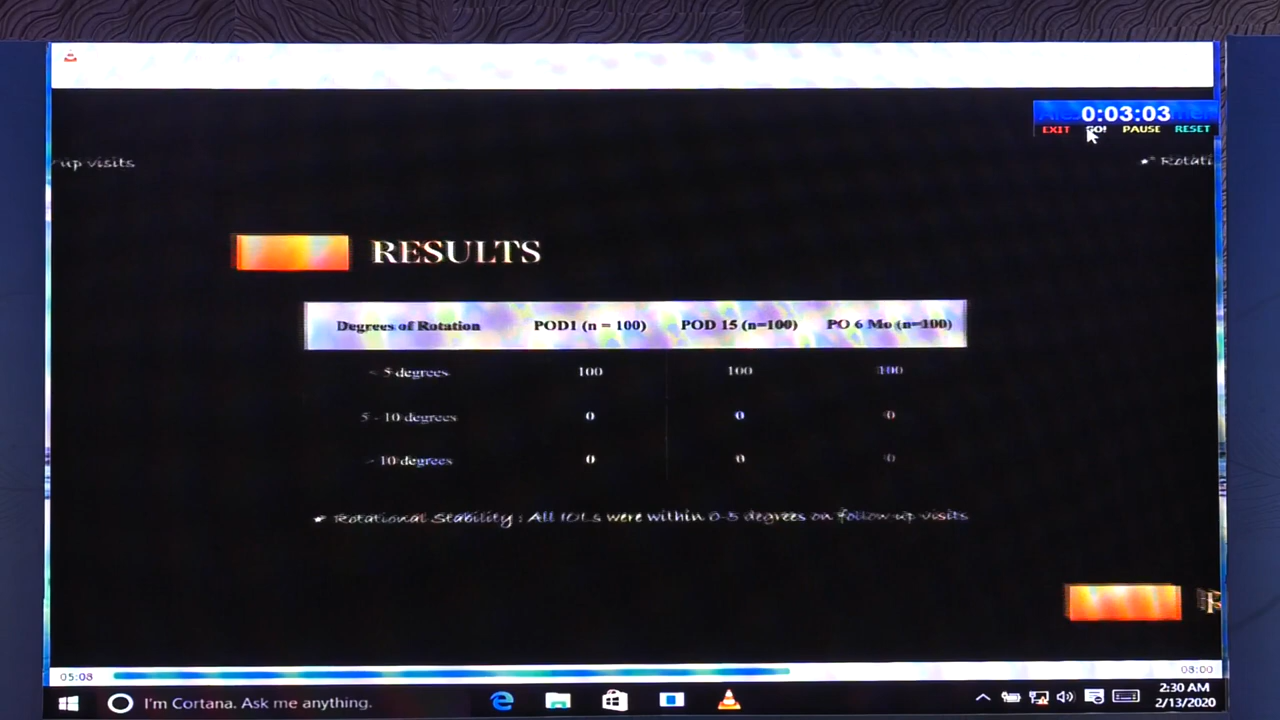 0:03:03
EXIT GO! PAUSE RESET
up visits
* Rotati
RESULTS
Degrees of Rotation POD1 (n = 100) POD 15 (n=100) PO 6 Mo (n=100)
< 5 degrees 100 100 100
5 - 10 degrees 0 0 0
> 10 degrees 0 0 0
* Rotational Stability : All IOLs were within 0-5 degrees on follow up visits
05:08 08:00
I'm Cortana. Ask me anything.
2:30 AM
2/13/2020